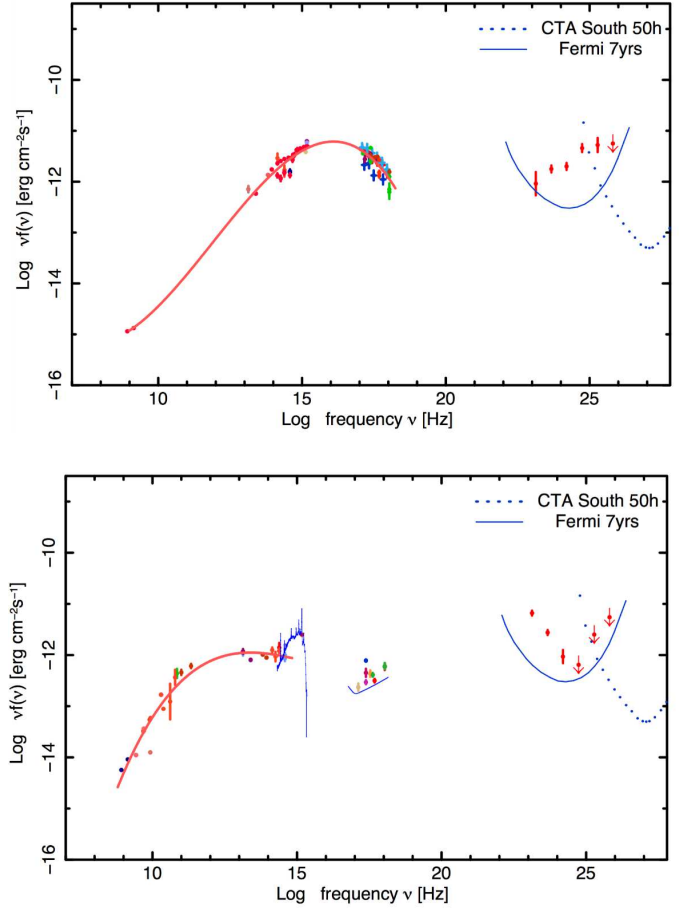 CTA South 50h
Fermi 7yrs
−10
−12
−14
−16
Log νf(ν) [erg cm−2s−1]
10
15
20
25
Log frequency ν [Hz]
CTA South 50h
Fermi 7yrs
−10
−12
−14
−16
Log νf(ν) [erg cm−2s−1]
10
15
20
25
Log frequency ν [Hz]